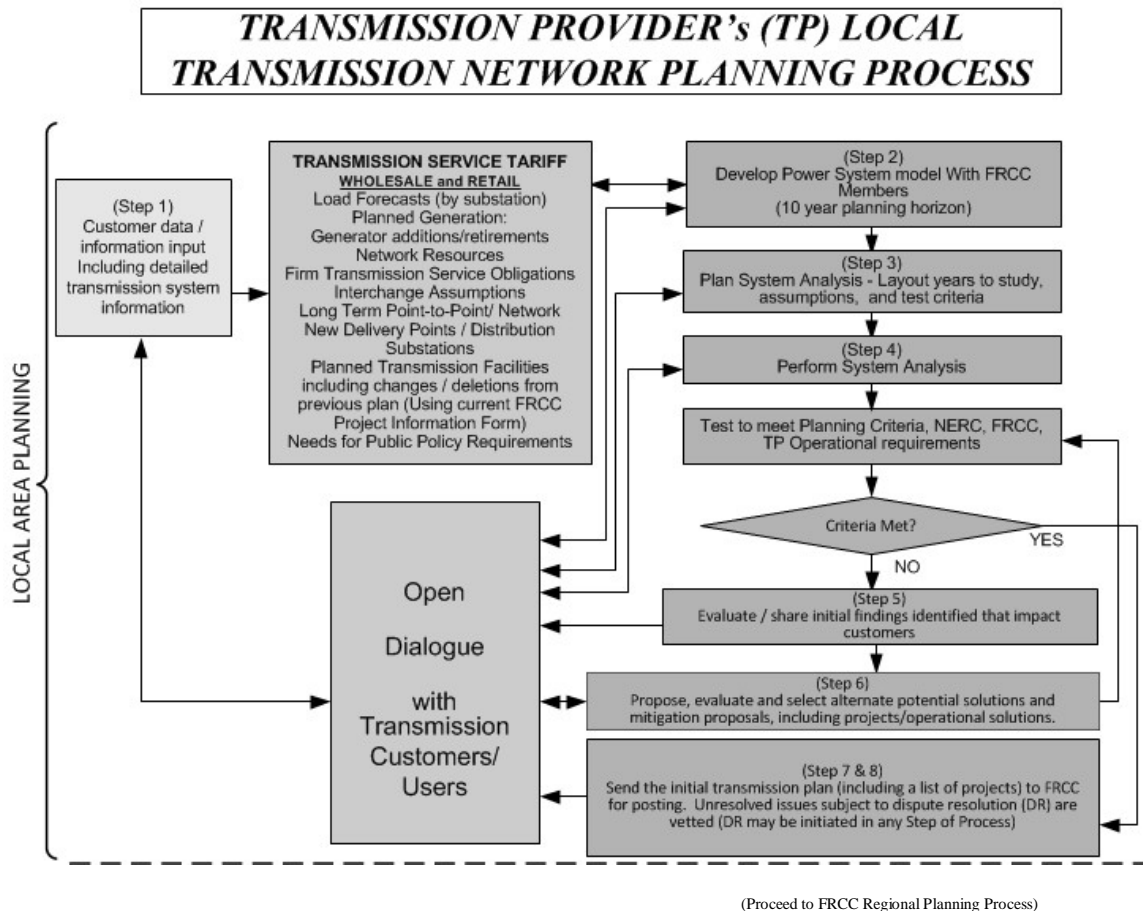 TRANSMISSION PROVIDER's (TP) LOCAL
TRANSMISSION NETWORK PLANNING PROCESS
LOCAL AREA PLANNING
(Step 1)
Customer data /
information input
Including detailed
transmission system
information
TRANSMISSION SERVICE TARIFF
WHOLESALE and RETAIL
Load Forecasts (by substation)
Planned Generation:
Generator additions/retirements
Network Resources
Firm Transmission Service Obligations
Interchange Assumptions
Long Term Point-to-Point/ Network
New Delivery Points / Distribution
Substations
Planned Transmission Facilities
including changes / deletions from
previous plan (Using current FRCC
Project Information Form)
Needs for Public Policy Requirements
(Step 2)
Develop Power System model With FRCC
Members
(10 year planning horizon)
(Step 3)
Plan System Analysis - Layout years to study,
assumptions, and test criteria
(Step 4)
Perform System Analysis
Test to meet Planning Criteria, NERC, FRCC,
TP Operational requirements
Criteria Met?
YES
NO
(Step 5)
Evaluate / share initial findings identified that impact
customers
(Step 6)
Propose, evaluate and select alternate potential solutions and
mitigation proposals, including projects/operational solutions.
(Step 7 & 8)
Send the initial transmission plan (including a list of projects) to FRCC
for posting. Unresolved issues subject to dispute resolution (DR) are
vetted (DR may be initiated in any Step of Process)
Open
Dialogue
with
Transmission
Customers/
Users
(Proceed to FRCC Regional Planning Process)